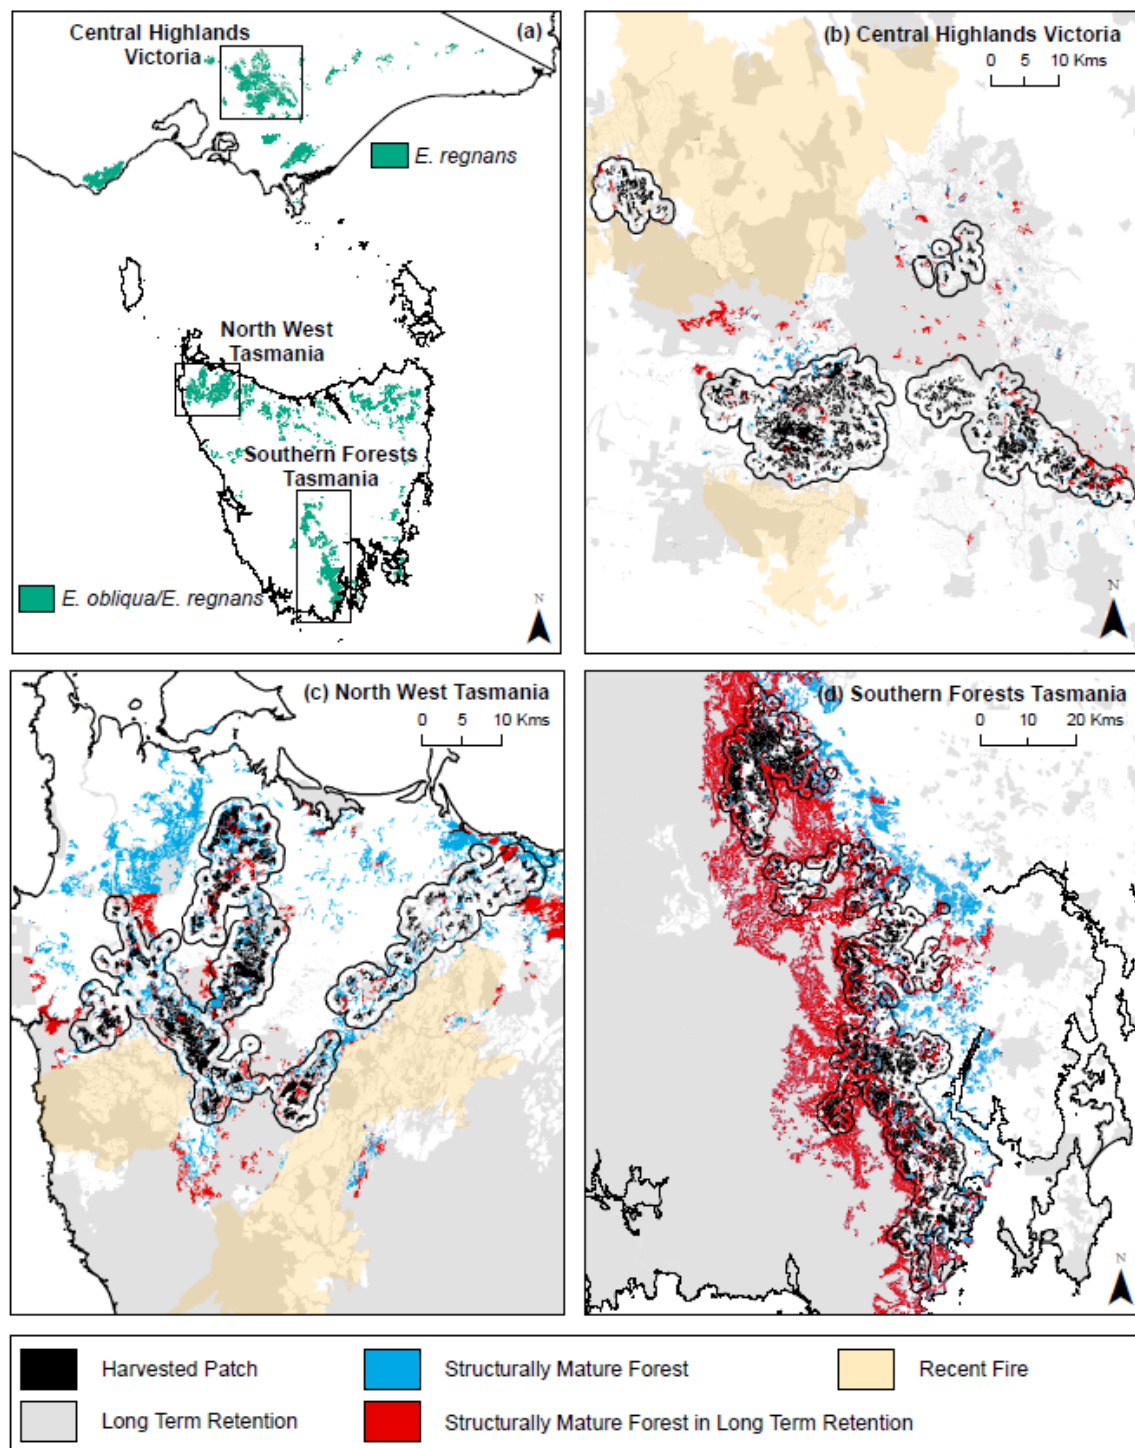 Central Highlands
Victoria
(a)
E. regnans
North West
Tasmania
Southern Forests
Tasmania
E. obliqua/E. regnans
N
(b) Central Highlands Victoria
0 5 10 Kms
N
(c) North West Tasmania
0 5 10 Kms
(d) Southern Forests Tasmania
0 10 20 Kms
N
Harvested Patch
Structurally Mature Forest
Recent Fire
Long Term Retention
Structurally Mature Forest in Long Term Retention